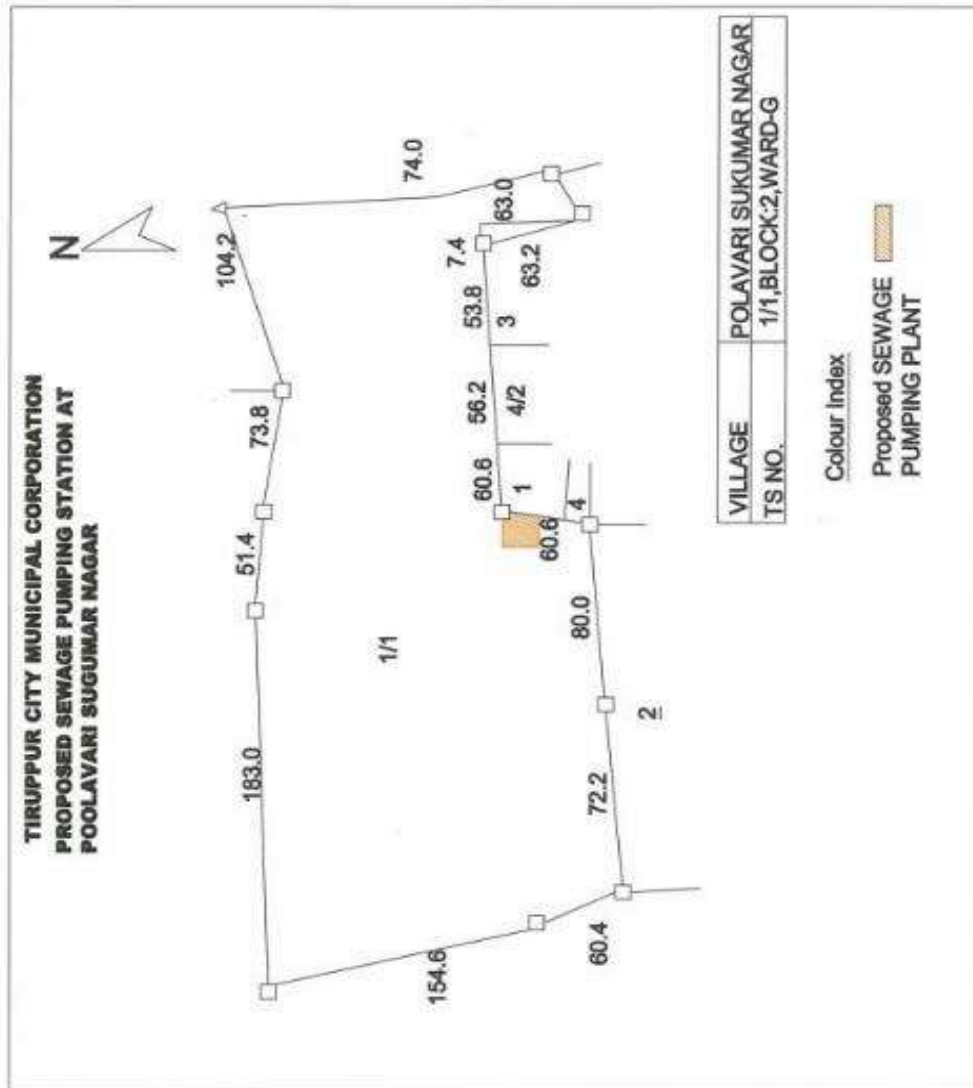 TIRUPPUR CITY MUNICIPAL CORPORATION
PROPOSED SEWAGE PUMPING STATION AT
POOLAVARI SUGUMAR NAGAR
N
104.2
74.0
73.8
51.4
183.0
154.6
60.4
72.2
80.0
60.6
60.6
56.2
53.8
7.4
63.0
63.2
1/1
1
4/2
3
4
2
VILLAGE POLAVARI SUKUMAR NAGAR
TS NO. 1/1,BLOCK:2,WARD-G
Colour Index
Proposed SEWAGE
PUMPING PLANT